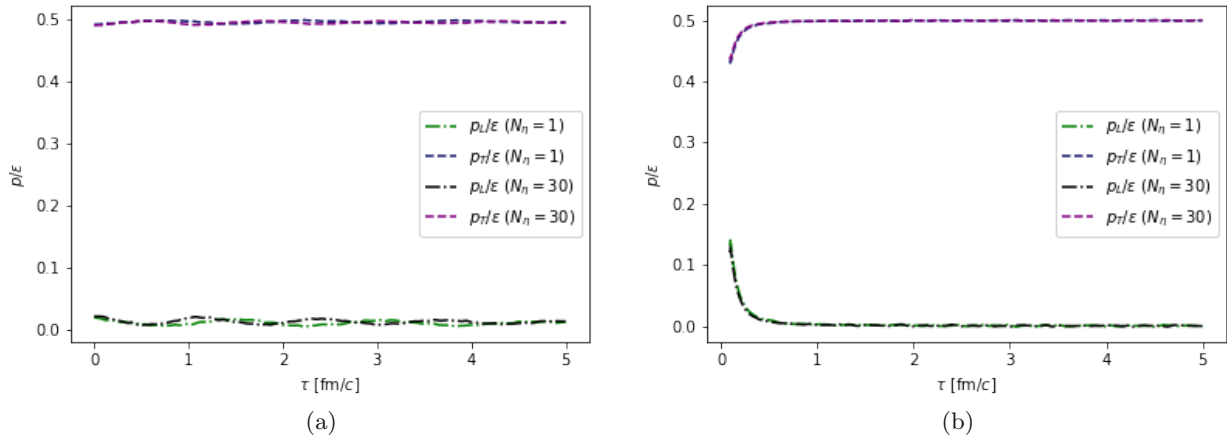 0.5
0.4
0.3
0.2
0.1
0.0
p/ε
p_L/ε (N_η = 1)
p_T/ε (N_η = 1)
p_L/ε (N_η = 30)
p_T/ε (N_η = 30)
0 1 2 3 4 5
τ [fm/c]
(a)
0.5
0.4
0.3
0.2
0.1
0.0
p/ε
p_L/ε (N_η = 1)
p_T/ε (N_η = 1)
p_L/ε (N_η = 30)
p_T/ε (N_η = 30)
0 1 2 3 4 5
τ [fm/c]
(b)